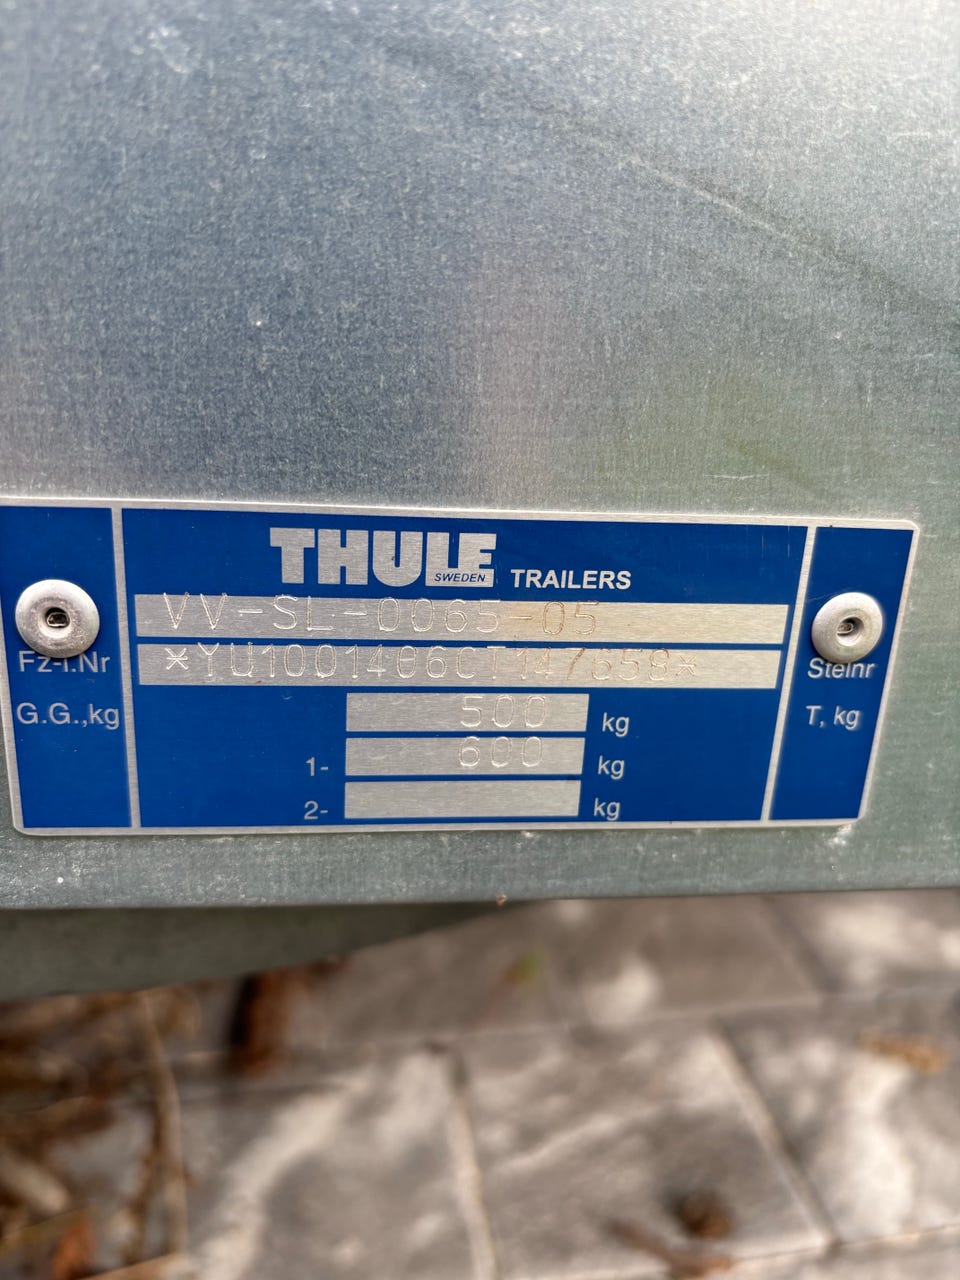 THULE
SWEDEN TRAILERS
VV-SL-0065-05
Fz-I.Nr *YU1001406CT147658* Stelnr
G.G.,kg 500 kg T, kg
1- 600 kg
2- kg